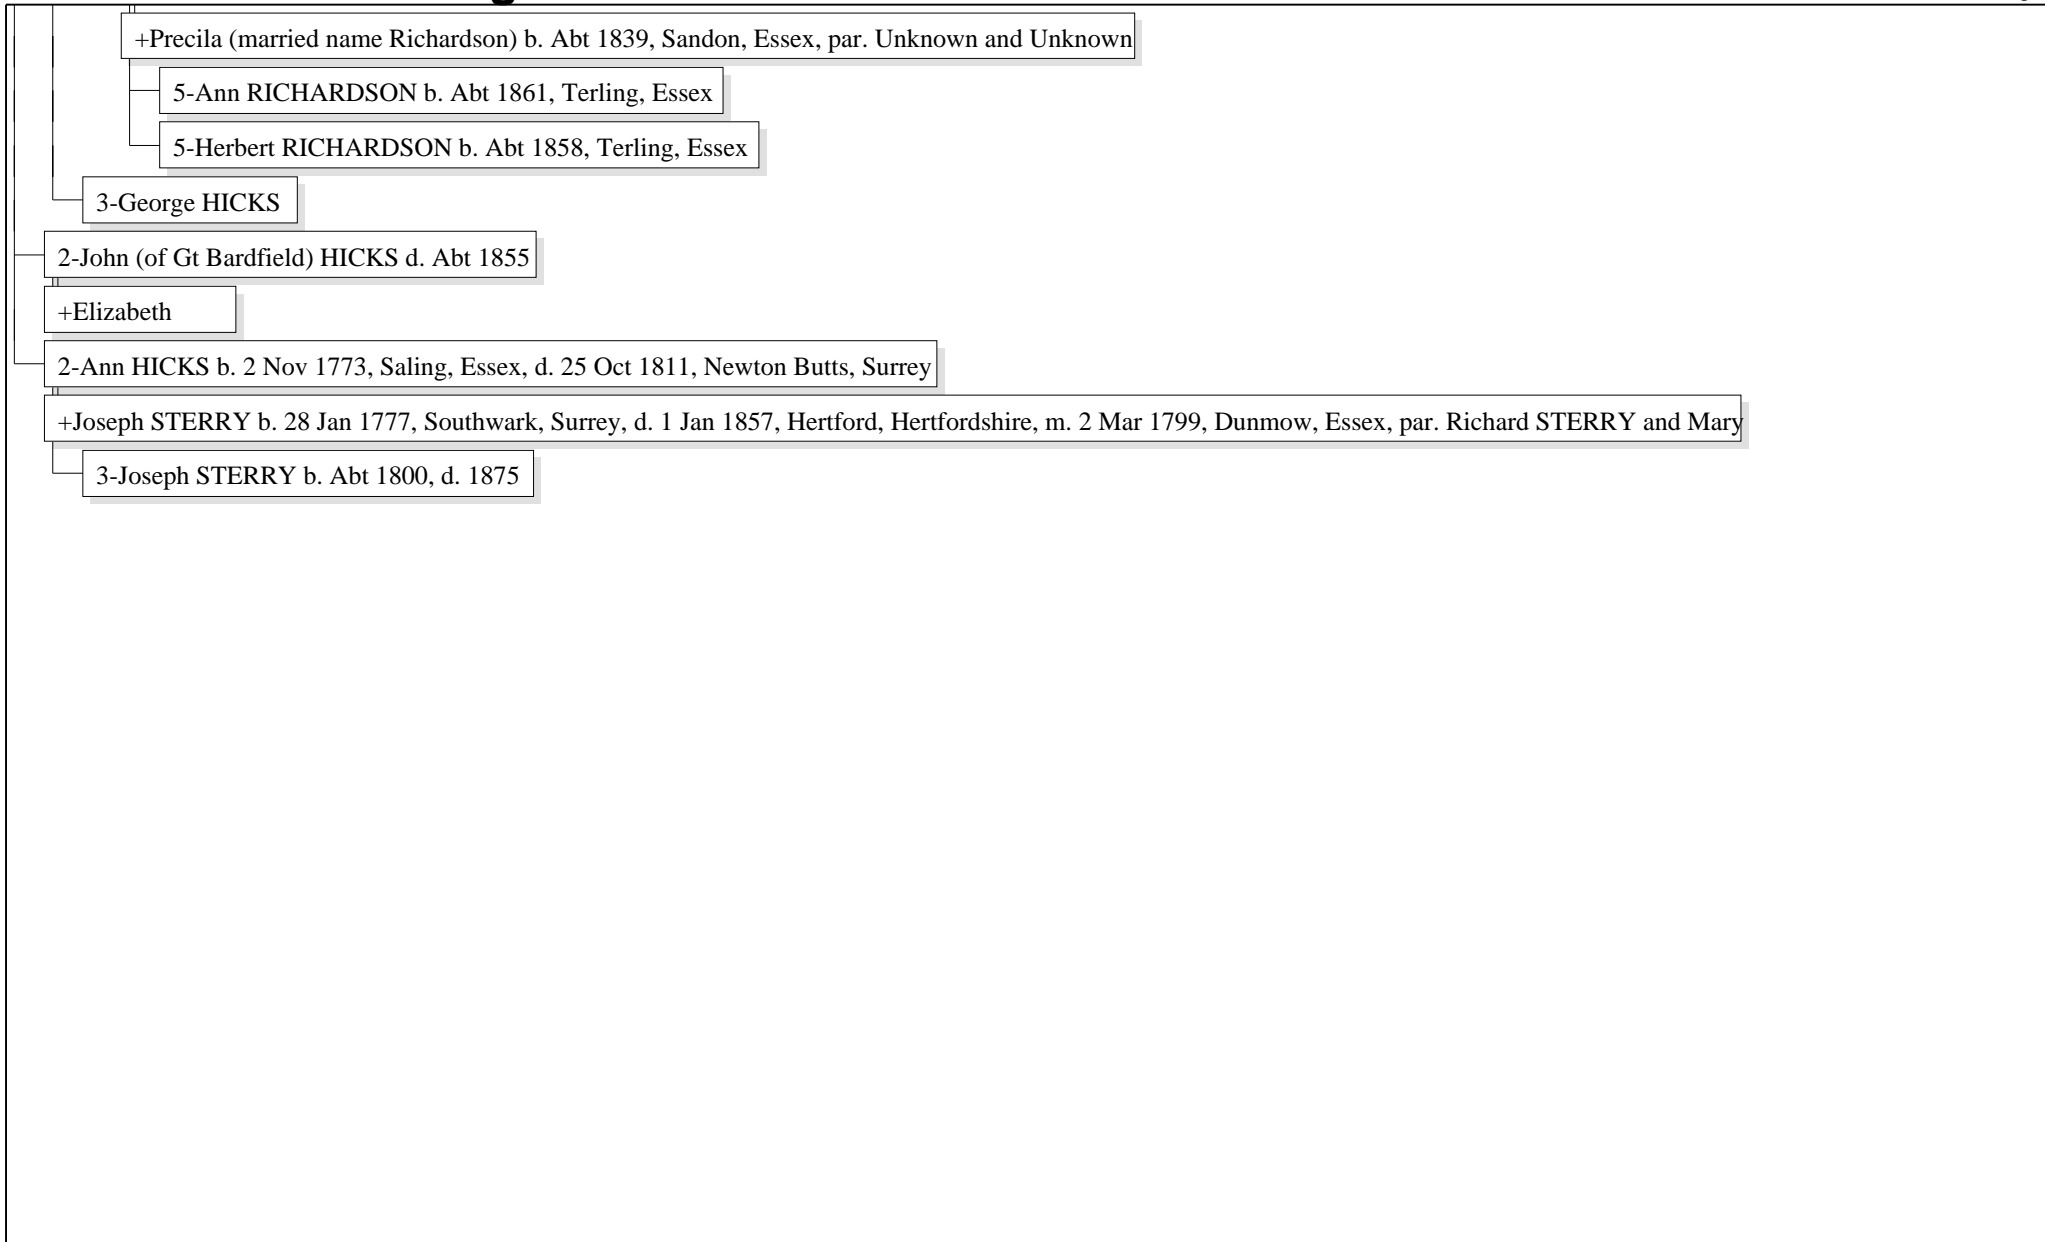 +Precila (married name Richardson) b. Abt 1839, Sandon, Essex, par. Unknown and Unknown
5-Ann RICHARDSON b. Abt 1861, Terling, Essex
5-Herbert RICHARDSON b. Abt 1858, Terling, Essex
3-George HICKS
2-John (of Gt Bardfield) HICKS d. Abt 1855
+Elizabeth
2-Ann HICKS b. 2 Nov 1773, Saling, Essex, d. 25 Oct 1811, Newton Butts, Surrey
+Joseph STERRY b. 28 Jan 1777, Southwark, Surrey, d. 1 Jan 1857, Hertford, Hertfordshire, m. 2 Mar 1799, Dunmow, Essex, par. Richard STERRY and Mary
3-Joseph STERRY b. Abt 1800, d. 1875